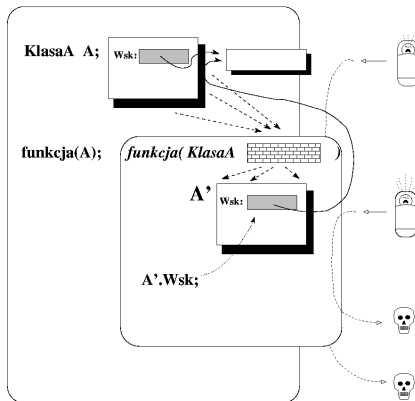 KlasaA A;
Wsk:
funkcja(A); funkcja( KlasaA )
A'
Wsk:
A'.Wsk;